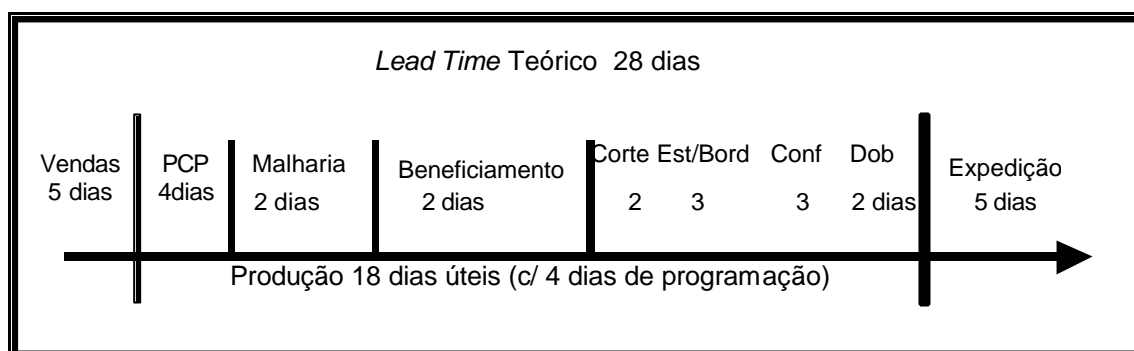 Lead Time Teórico 28 dias
Vendas
5 dias
PCP
4dias
Malharia
2 dias
Beneficiamento
2 dias
Corte Est/Bord Conf Dob
2 3 3 2 dias
Expedição
5 dias
Produção 18 dias úteis (c/ 4 dias de programação)